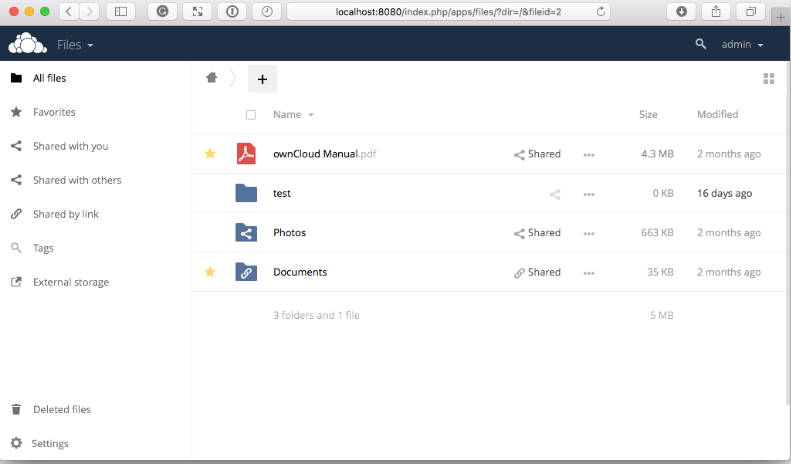 localhost:8080/index.php/apps/files/?dir=/&fileid=2
Files
admin
All files
Favorites
Shared with you
Shared with others
Shared by link
Tags
External storage
Deleted files
Settings
Name Size Modified
ownCloud Manual.pdf Shared 4.3 MB 2 months ago
test 0 KB 16 days ago
Photos Shared 663 KB 2 months ago
Documents Shared 35 KB 2 months ago
3 folders and 1 file 5 MB